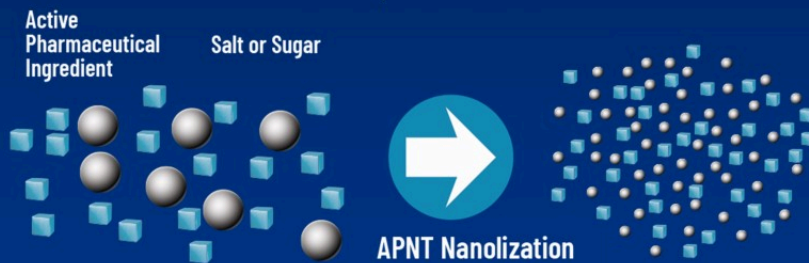 Active
Pharmaceutical
Ingredient
Salt or Sugar
APNT Nanolization